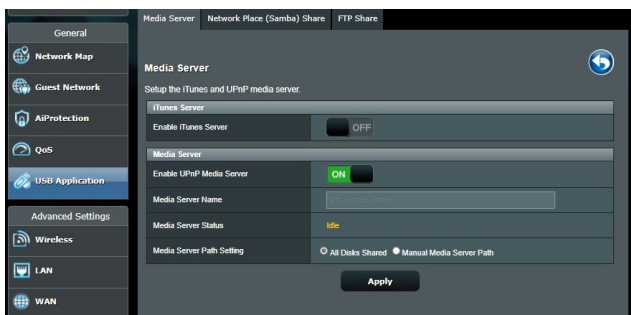 Media Server Network Place (Samba) Share FTP Share
General
Network Map
Guest Network
AiProtection
QoS
USB Application
Advanced Settings
Wireless
LAN
WAN
Media Server
Setup the iTunes and UPnP media server.
iTunes Server
Enable iTunes Server OFF
Media Server
Enable UPnP Media Server ON
Media Server Name
Media Server Status Idle
Media Server Path Setting All Disks Shared Manual Media Server Path
Apply